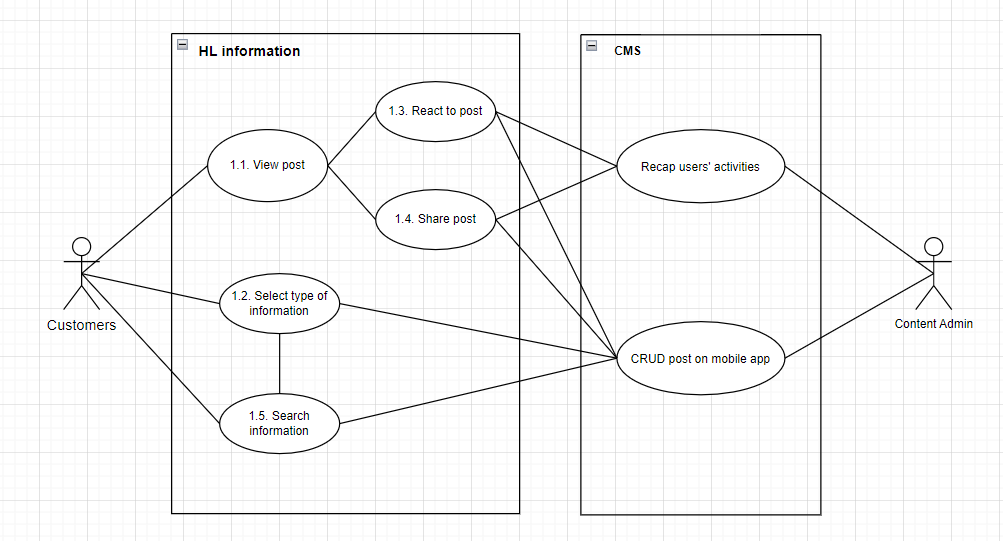 HL information
CMS
1.3. React to post
1.1. View post
Recap users' activities
1.4. Share post
1.2. Select type of
information
Customers
Content Admin
CRUD post on mobile app
1.5. Search
information